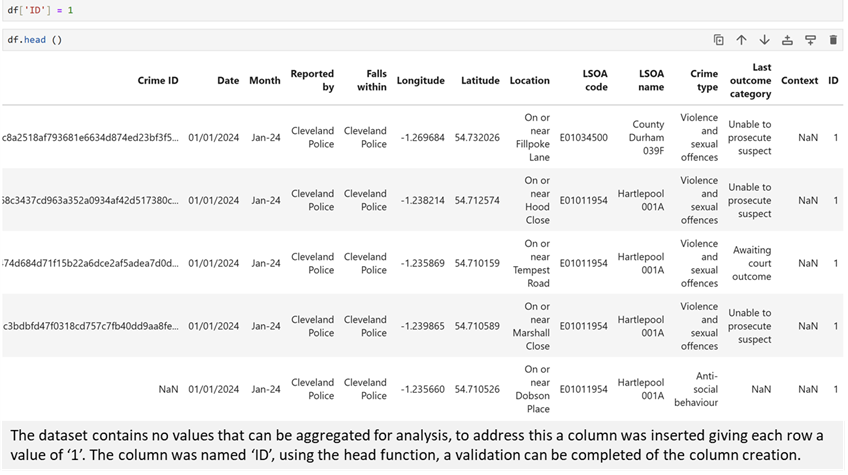 df['ID'] = 1
df.head ()
Crime ID Date Month Reported by Falls within Longitude Latitude Location LSOA code LSOA name Crime type Last outcome category Context ID
c8a2518af793681e6634d874ed23bf3f5... 01/01/2024 Jan-24 Cleveland Police Cleveland Police -1.269684 54.732026 On or near Fillpoke Lane E01034500 County Durham 039F Violence and sexual offences Unable to prosecute suspect NaN 1
58c3437cd963a352a0934af42d517380c... 01/01/2024 Jan-24 Cleveland Police Cleveland Police -1.238214 54.712574 On or near Hood Close E01011954 Hartlepool 001A Violence and sexual offences Unable to prosecute suspect NaN 1
474d684d71f15b22a6dce2af5adea7d0d... 01/01/2024 Jan-24 Cleveland Police Cleveland Police -1.235869 54.710159 On or near Tempest Road E01011954 Hartlepool 001A Violence and sexual offences Awaiting court outcome NaN 1
c3bdbfd47f0318cd757c7fb40dd9aa8fe... 01/01/2024 Jan-24 Cleveland Police Cleveland Police -1.239865 54.710589 On or near Marshall Close E01011954 Hartlepool 001A Violence and sexual offences Unable to prosecute suspect NaN 1
NaN 01/01/2024 Jan-24 Cleveland Police Cleveland Police -1.235660 54.710526 On or near Dobson Place E01011954 Hartlepool 001A Anti-social behaviour NaN NaN 1
The dataset contains no values that can be aggregated for analysis, to address this a column was inserted giving each row a
value of ‘1’. The column was named ‘ID’, using the head function, a validation can be completed of the column creation.